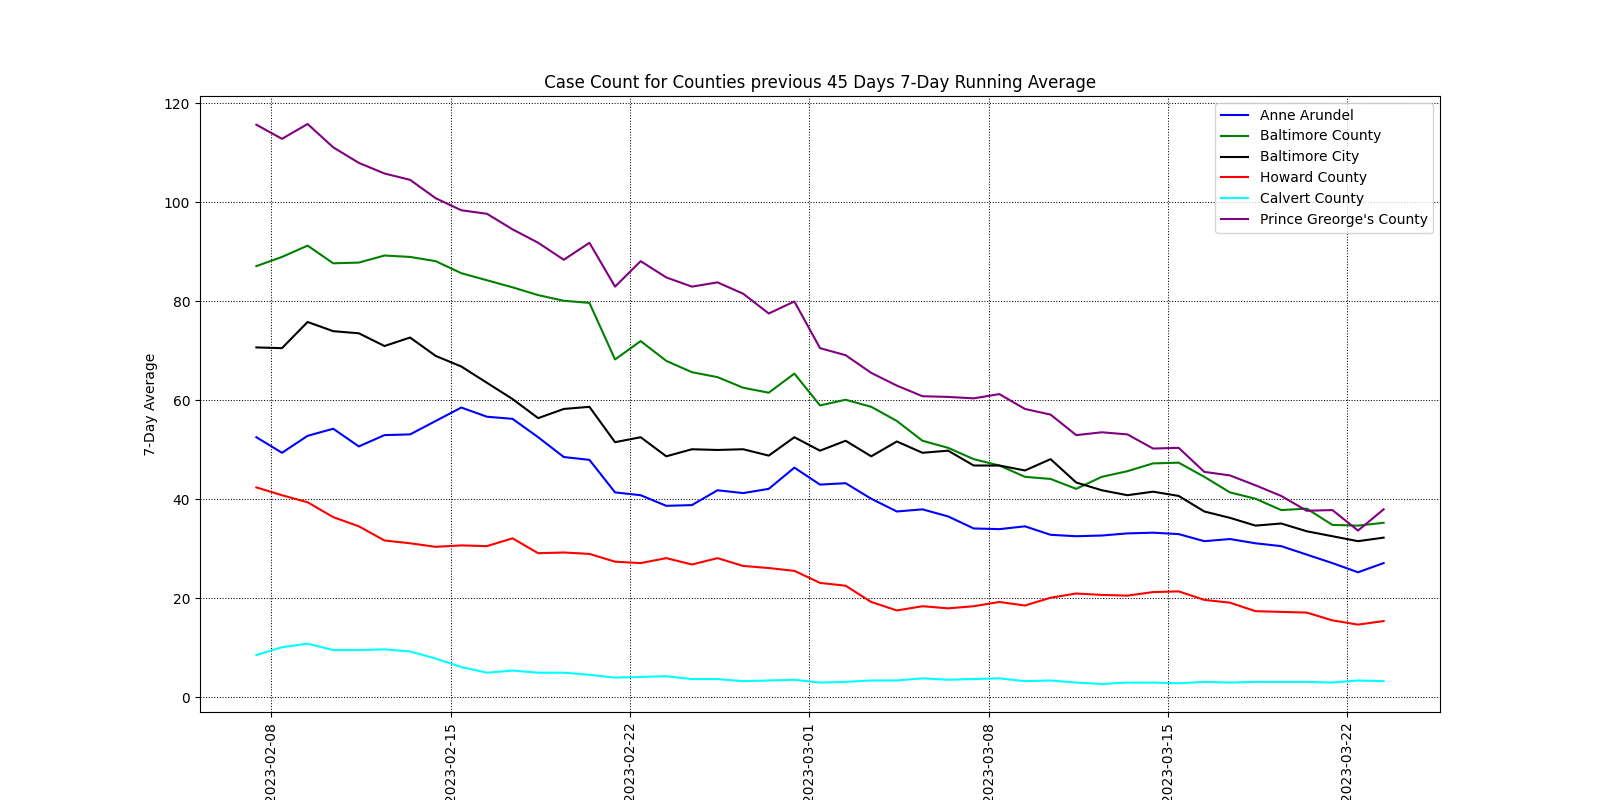 Case Count for Counties previous 45 Days 7-Day Running Average
120
100
80
60
40
20
0
7-Day Average
Anne Arundel
Baltimore County
Baltimore City
Howard County
Calvert County
Prince Greorge's County
2023-02-08
2023-02-15
2023-02-22
2023-03-01
2023-03-08
2023-03-15
2023-03-22